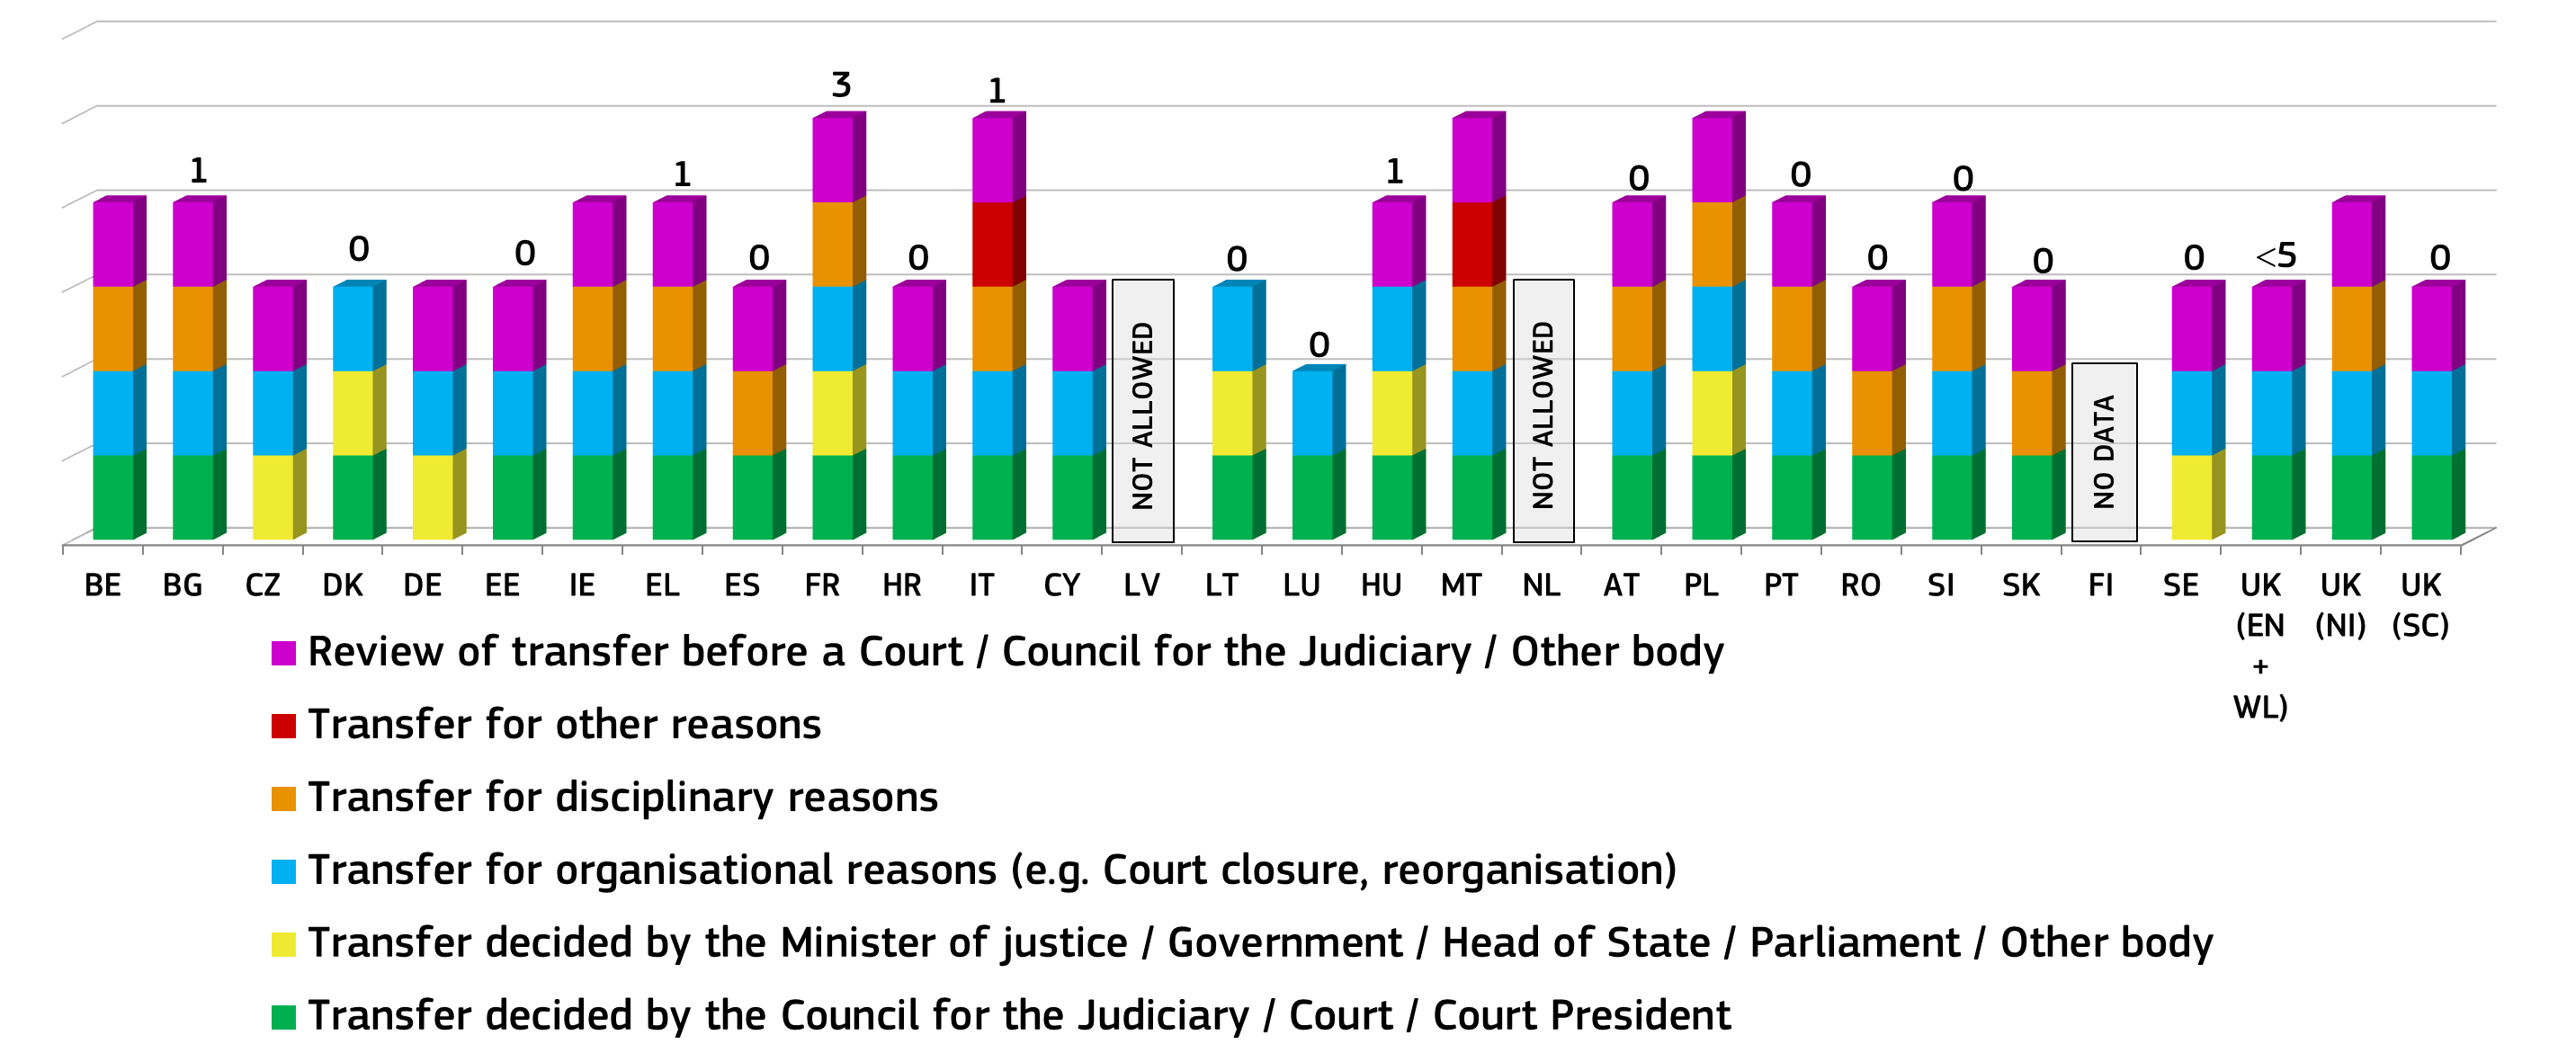 3
1
1
1
1
0
0
0
0
0
0
0
0
0
0
0
0
<5
0
0
NOT ALLOWED
NOT ALLOWED
NO DATA
BE BG CZ DK DE EE IE EL ES FR HR IT CY LV LT LU HU MT NL AT PL PT RO SI SK FI SE UK UK UK
(EN (NI) (SC)
+
WL)
Review of transfer before a Court / Council for the Judiciary / Other body
Transfer for other reasons
Transfer for disciplinary reasons
Transfer for organisational reasons (e.g. Court closure, reorganisation)
Transfer decided by the Minister of justice / Government / Head of State / Parliament / Other body
Transfer decided by the Council for the Judiciary / Court / Court President